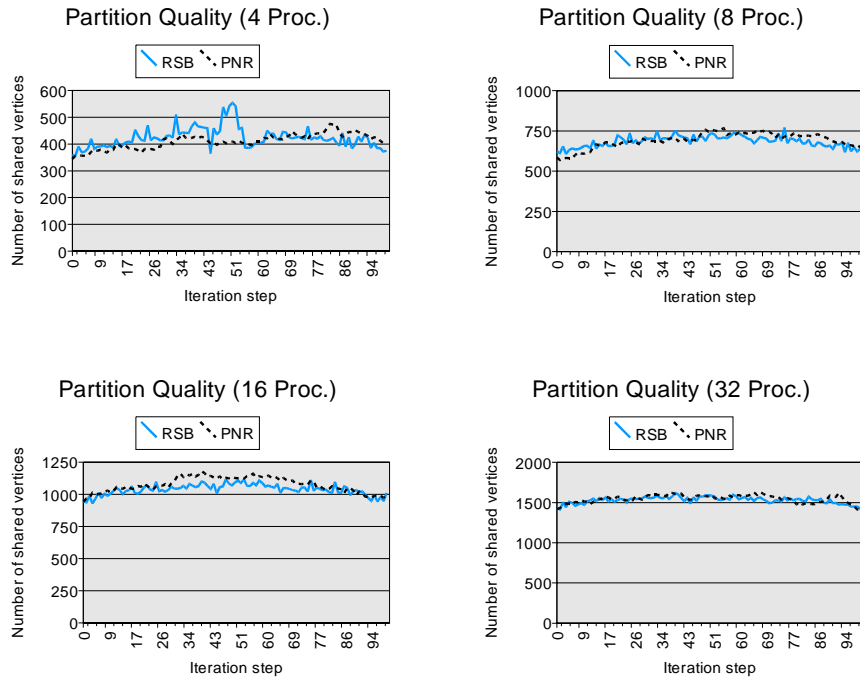 Partition Quality (4 Proc.)
RSB PNR
Number of shared vertices
600
500
400
300
200
100
0
0 9 17 26 34 43 51 60 69 77 86 94
Iteration step
Partition Quality (8 Proc.)
RSB PNR
Number of shared vertices
1000
750
500
250
0
0 9 17 26 34 43 51 60 69 77 86 94
Iteration step
Partition Quality (16 Proc.)
RSB PNR
Number of shared vertices
1250
1000
750
500
250
0
0 9 17 26 34 43 51 60 69 77 86 94
Iteration step
Partition Quality (32 Proc.)
RSB PNR
Number of shared vertices
2000
1500
1000
500
0
0 9 17 26 34 43 51 60 69 77 86 94
Iteration step